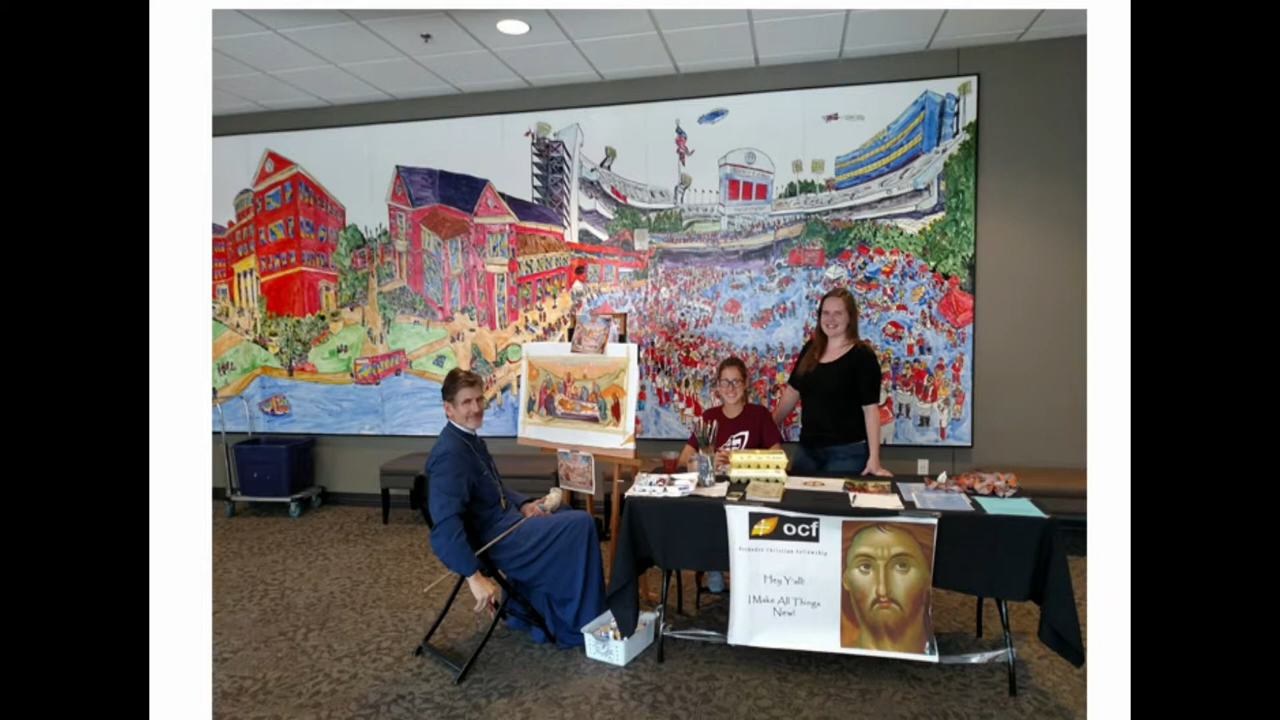 ocf
Orthodox Christian Fellowship
Hey Y'all:
I Make All Things
New!